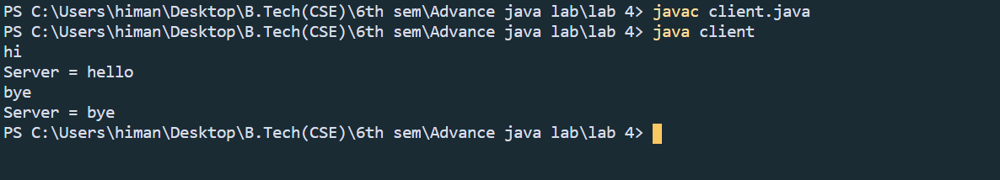 PS C:\Users\himan\Desktop\B.Tech(CSE)\6th sem\Advance java lab\lab 4> javac client.java
PS C:\Users\himan\Desktop\B.Tech(CSE)\6th sem\Advance java lab\lab 4> java client
hi
Server = hello
bye
Server = bye
PS C:\Users\himan\Desktop\B.Tech(CSE)\6th sem\Advance java lab\lab 4>